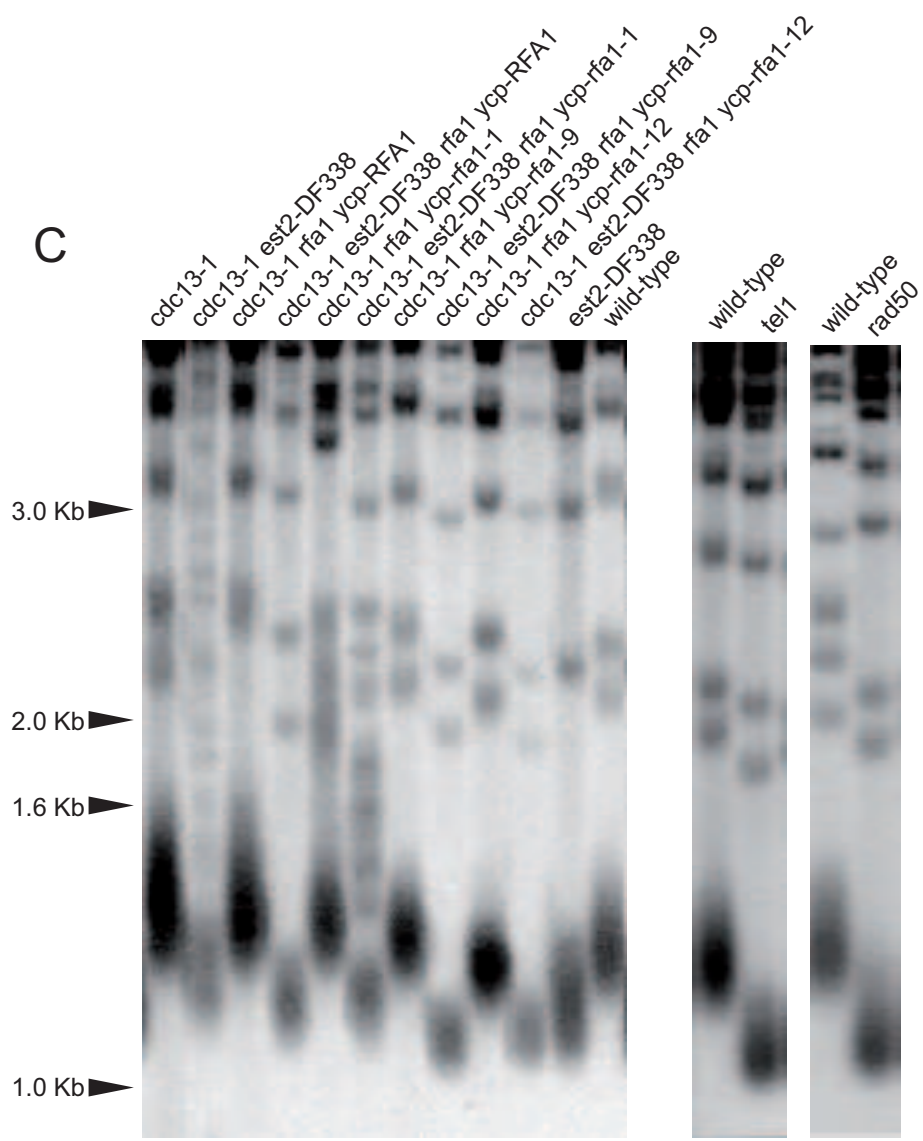 C
cdc13-1
cdc13-1 est2-DF338
cdc13-1 rfa1 ycp-RFA1
cdc13-1 est2-DF338 rfa1 ycp-RFA1
cdc13-1 rfa1 ycp-rfa1-1
cdc13-1 est2-DF338 rfa1 ycp-rfa1-1
cdc13-1 rfa1 ycp-rfa1-9
cdc13-1 est2-DF338 rfa1 ycp-rfa1-9
cdc13-1 rfa1 ycp-rfa1-12
cdc13-1 est2-DF338 rfa1 ycp-rfa1-12
est2-DF338
wild-type
wild-type
tel1
wild-type
rad50
3.0 Kb
2.0 Kb
1.6 Kb
1.0 Kb